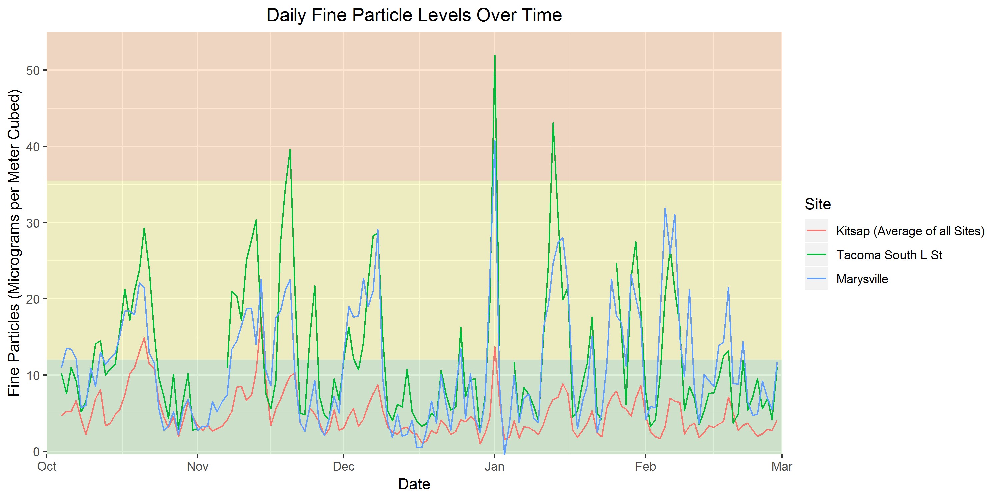 Daily Fine Particle Levels Over Time
Fine Particles (Micrograms per Meter Cubed)
50
40
30
20
10
0
Oct Nov Dec Jan Feb Mar
Date
Site
Kitsap (Average of all Sites)
Tacoma South L St
Marysville